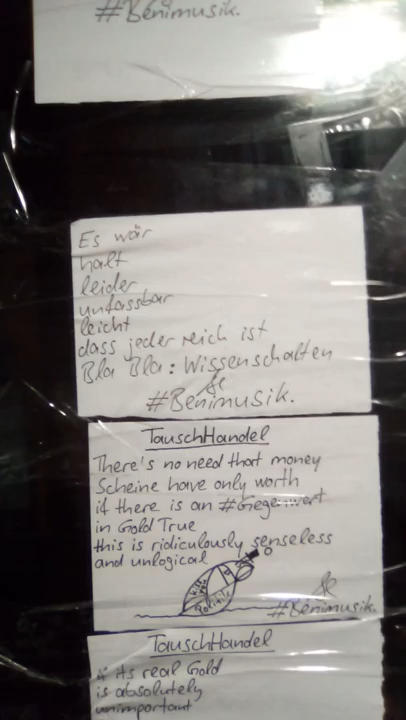 #Benimusik.
Es wär
halt
leider
unfassbar
leicht
dass jeder reich ist
Bla Bla: Wissenschaften
#Benimusik.
TauschHandel
There's no need that money
Scheine have only worth
if there is an #Gegenwert
in Gold True
this is ridiculously senseless
and unlogical
Politik
#Benimusik.
TauschHandel
its real Gold
is absolutely
unimportant